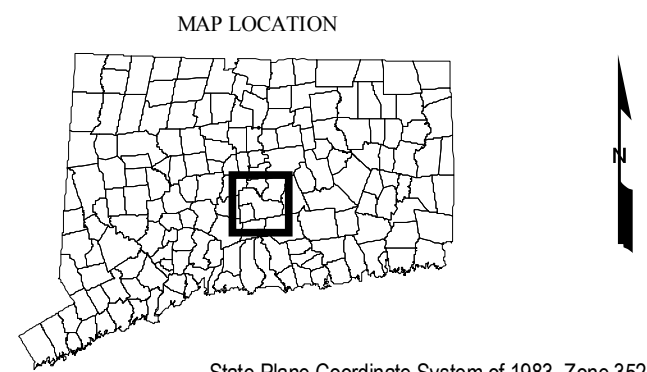 MAP LOCATION
N
State Plane Coordinate System of 1983, Zone 352